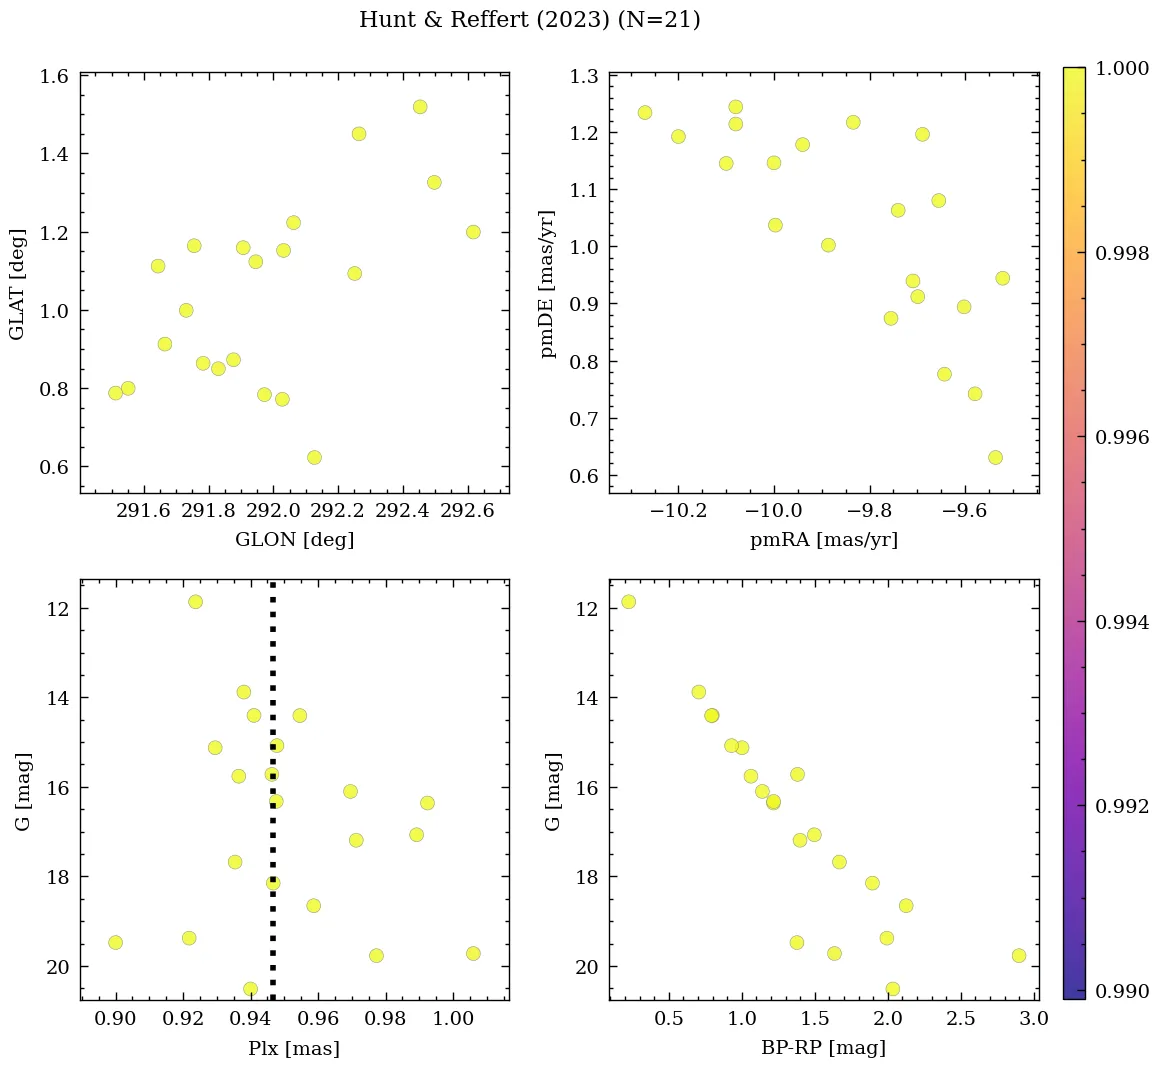 Hunt & Reffert (2023) (N=21)
1.6
1.4
1.2
1.0
0.8
0.6
GLAT [deg]
291.6 291.8 292.0 292.2 292.4 292.6
GLON [deg]
1.3
1.2
1.1
1.0
0.9
0.8
0.7
0.6
pmDE [mas/yr]
−10.2 −10.0 −9.8 −9.6
pmRA [mas/yr]
12
14
16
18
20
G [mag]
0.90 0.92 0.94 0.96 0.98 1.00
Plx [mas]
12
14
16
18
20
G [mag]
0.5 1.0 1.5 2.0 2.5 3.0
BP-RP [mag]
1.000
0.998
0.996
0.994
0.992
0.990